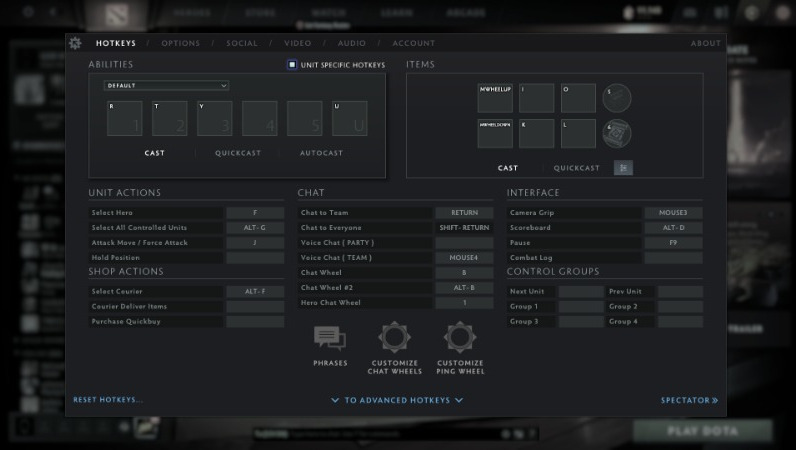 HEROES STORE WATCH LEARN ARCADE
HOTKEYS / OPTIONS / SOCIAL / VIDEO / AUDIO / ACCOUNT ABOUT
ABILITIES UNIT SPECIFIC HOTKEYS
DEFAULT
R T Y U
1 2 3 4 5 U
CAST QUICKCAST AUTOCAST
ITEMS
MWHEELUP I O 5
MWHEELDOWN K L 6
CAST QUICKCAST
UNIT ACTIONS
Select Hero F
Select All Controlled Units ALT- G
Attack Move / Force Attack J
Hold Position
SHOP ACTIONS
Select Courier ALT- F
Courier Deliver Items
Purchase Quickbuy
CHAT
Chat to Team RETURN
Chat to Everyone SHIFT- RETURN
Voice Chat ( PARTY )
Voice Chat ( TEAM ) MOUSE4
Chat Wheel B
Chat Wheel #2 ALT- B
Hero Chat Wheel 1
INTERFACE
Camera Grip MOUSE3
Scoreboard ALT- D
Pause F9
Combat Log
CONTROL GROUPS
Next Unit Prev Unit
Group 1 Group 2
Group 3 Group 4
PHRASES
CUSTOMIZE
CHAT WHEELS
CUSTOMIZE
PING WHEEL
RESET HOTKEYS... TO ADVANCED HOTKEYS SPECTATOR »
PLAY DOTA